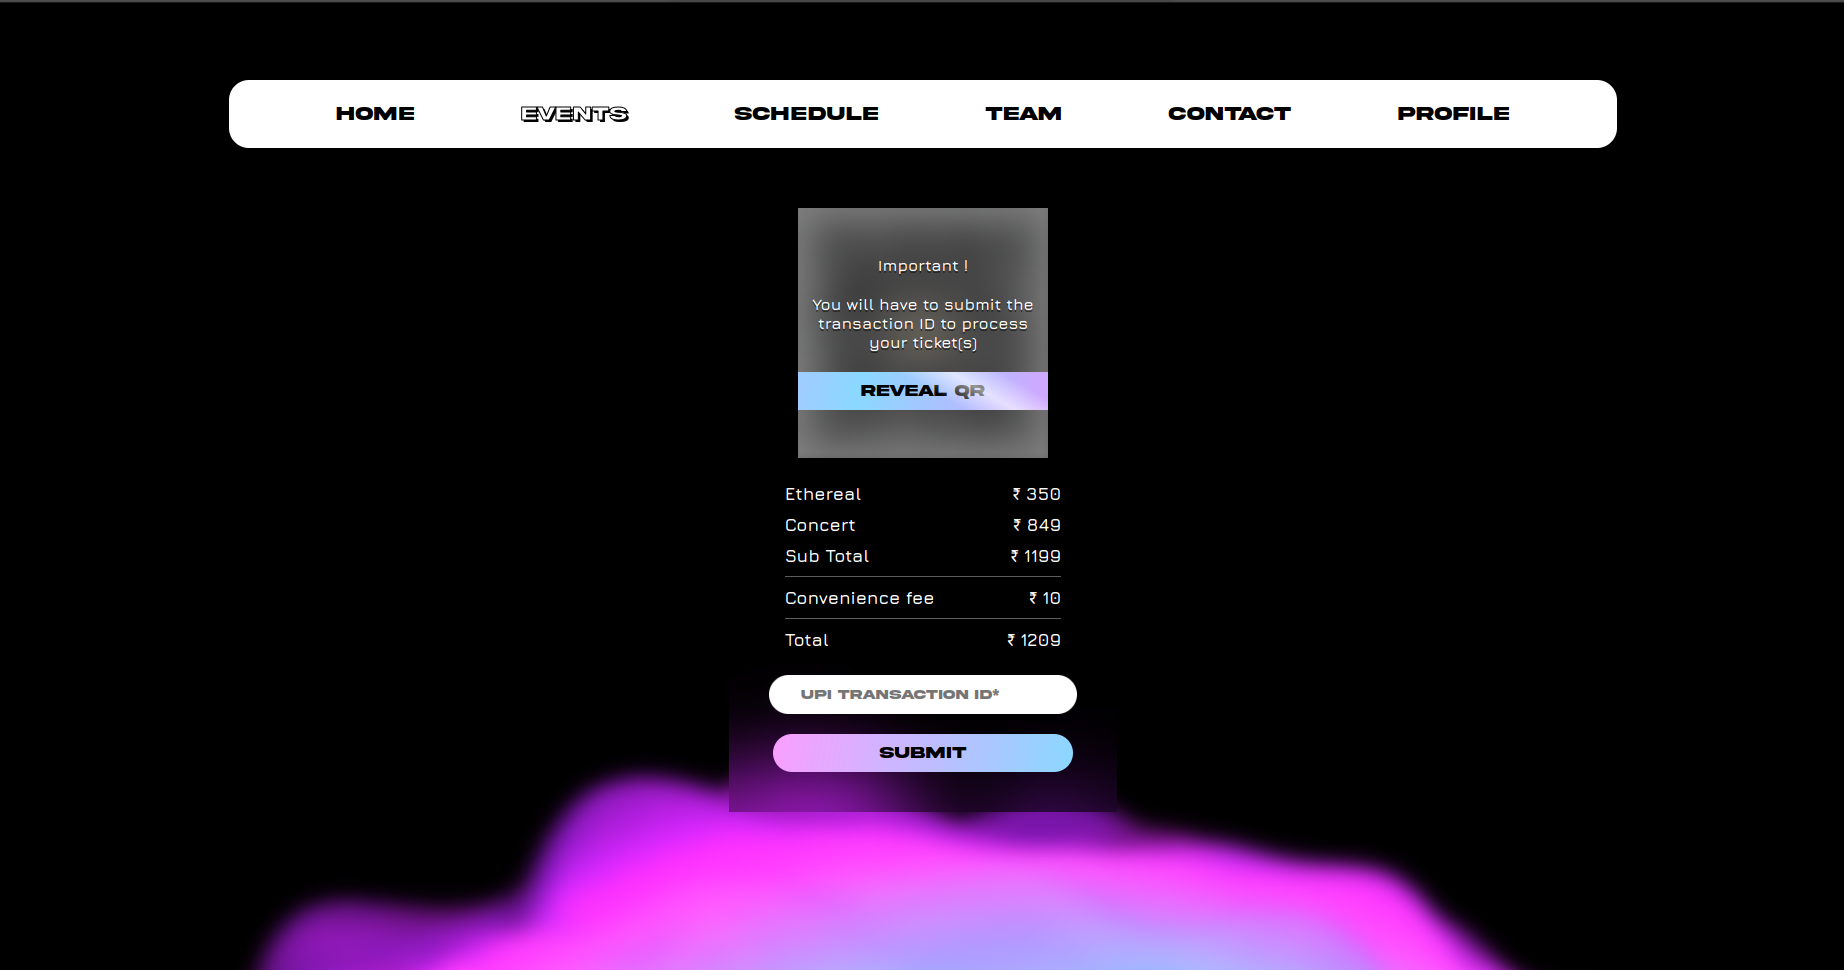 HOME EVENTS SCHEDULE TEAM CONTACT PROFILE
Important !
You will have to submit the
transaction ID to process
your ticket(s)
REVEAL QR
Ethereal ₹ 350
Concert ₹ 849
Sub Total ₹ 1199
Convenience fee ₹ 10
Total ₹ 1209
UPI TRANSACTION ID*
SUBMIT